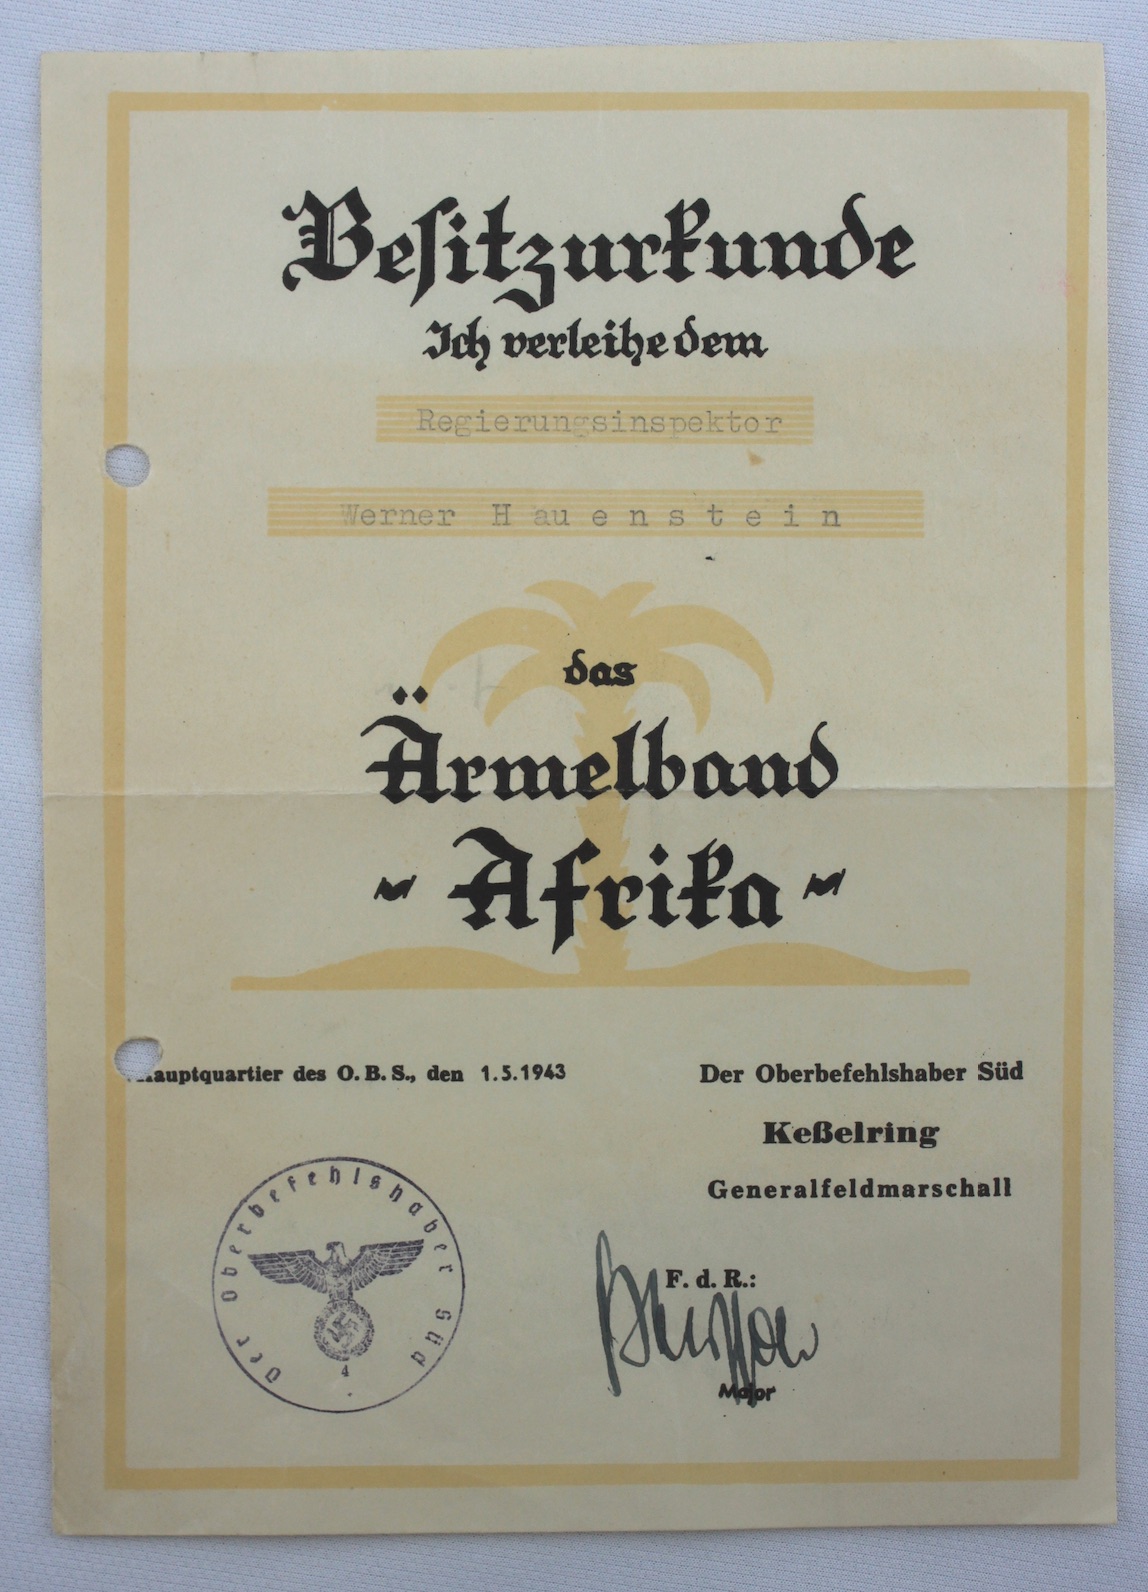 Besitzurkunde
Ich verleihe dem
Regierungsinspektor
Werner Hauenstein
das
Ärmelband
"Afrika"
Hauptquartier des O.B.S., den 1.5.1943
Der Oberbefehlshaber Süd
Keßelring
Generalfeldmarschall
Der Oberbefehlshaber Süd
4
F. d. R.:
Major